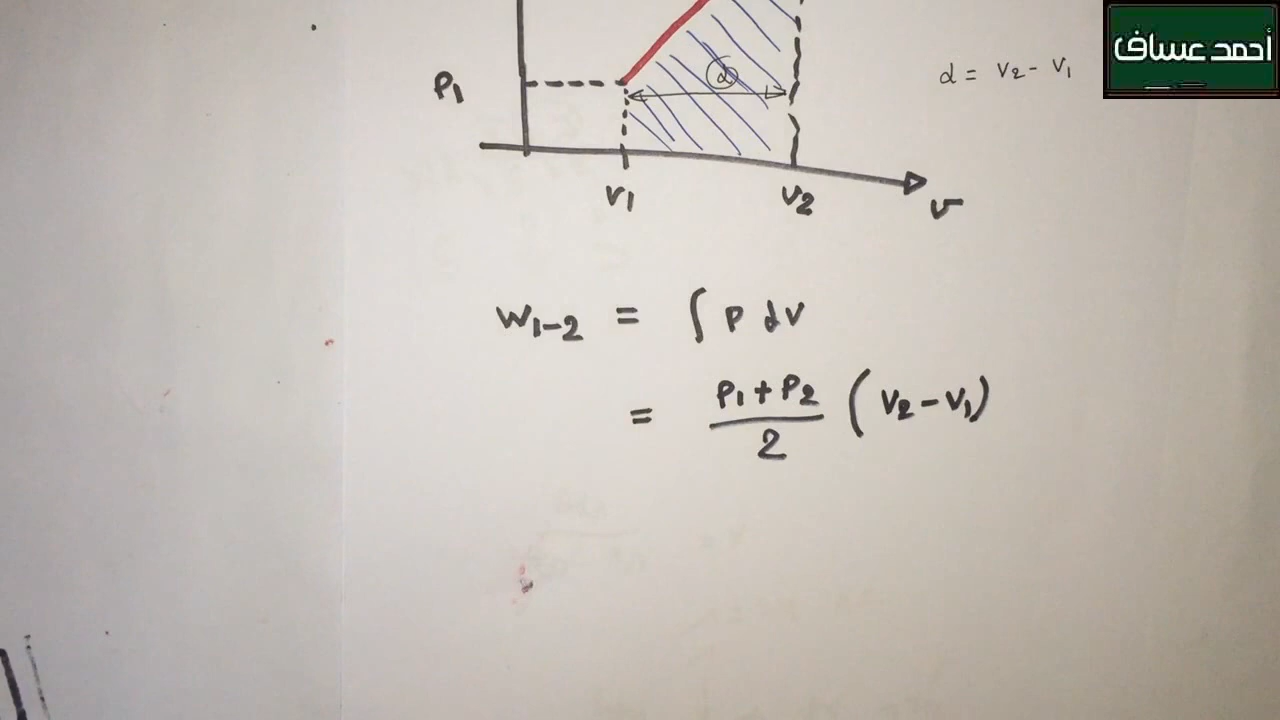 أحمد عساف
d = V2 - V1
P1
d
V1 V2 V
W1-2 = ∫ P dV
= P1 + P2 / 2 (V2 - V1)